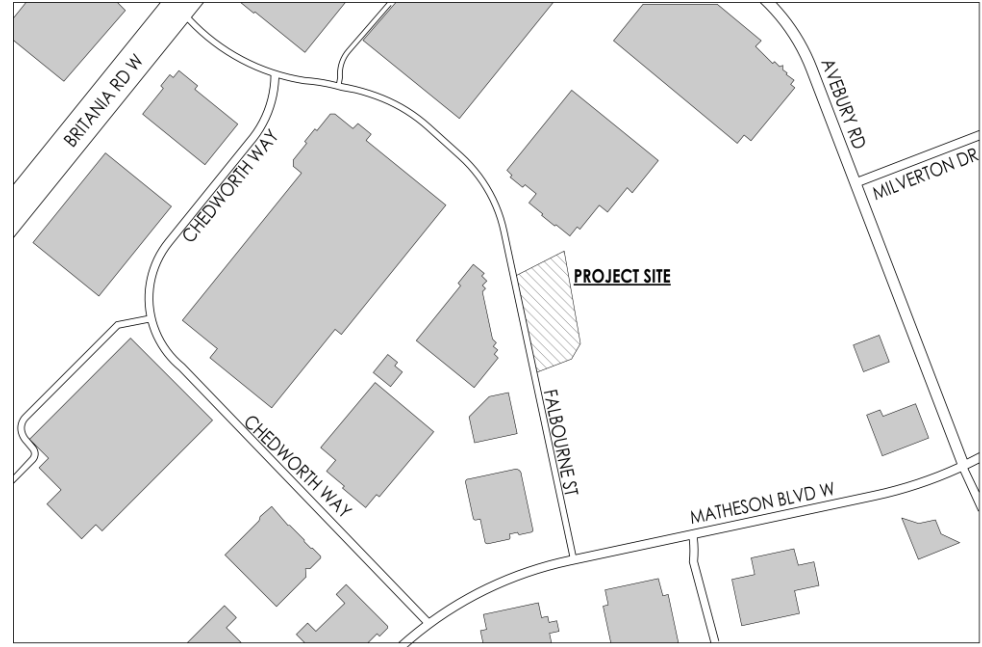 BRITANIA RD W
AVEBURY RD
MILVERTON DR
CHEDWORTH WAY
PROJECT SITE
FALBOURNE ST
CHEDWORTH WAY
MATHESON BLVD W